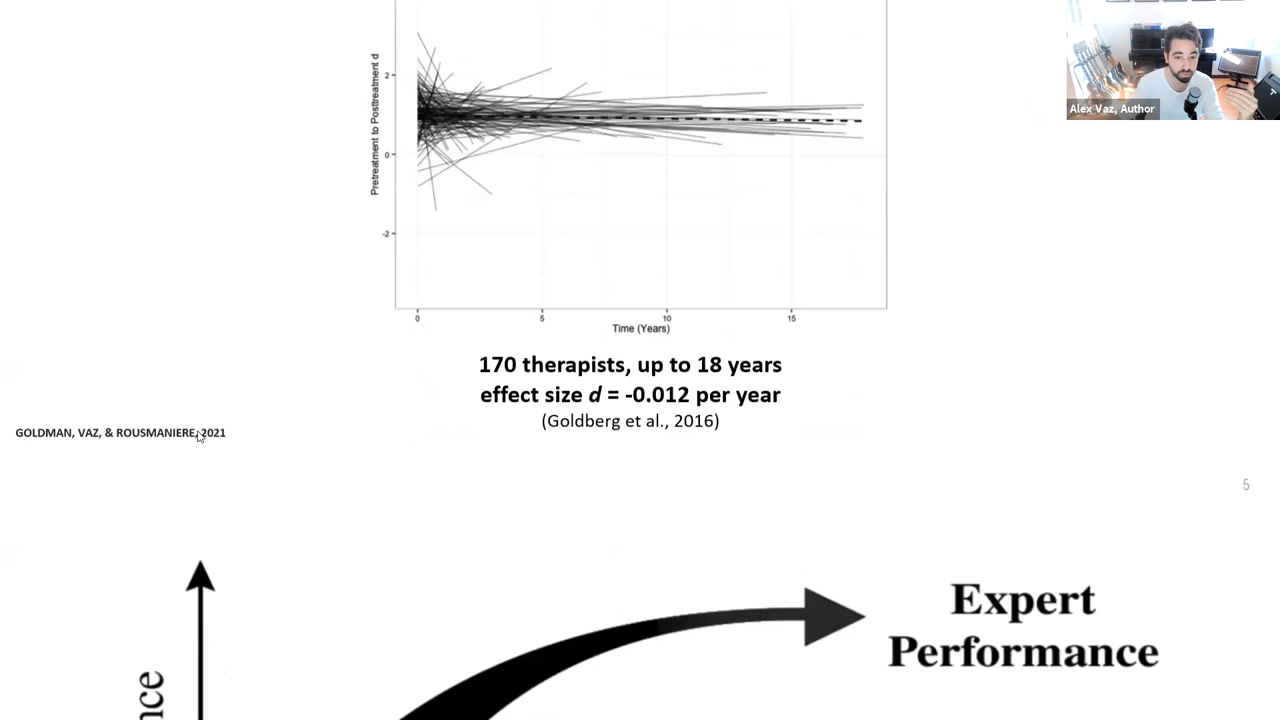 Alex Vaz, Author
Pretreatment to Posttreatment d
2
0
-2
0
5
10
15
Time (Years)
170 therapists, up to 18 years
effect size d = -0.012 per year
(Goldberg et al., 2016)
GOLDMAN, VAZ, & ROUSMANIERE, 2021
5
Expert
Performance